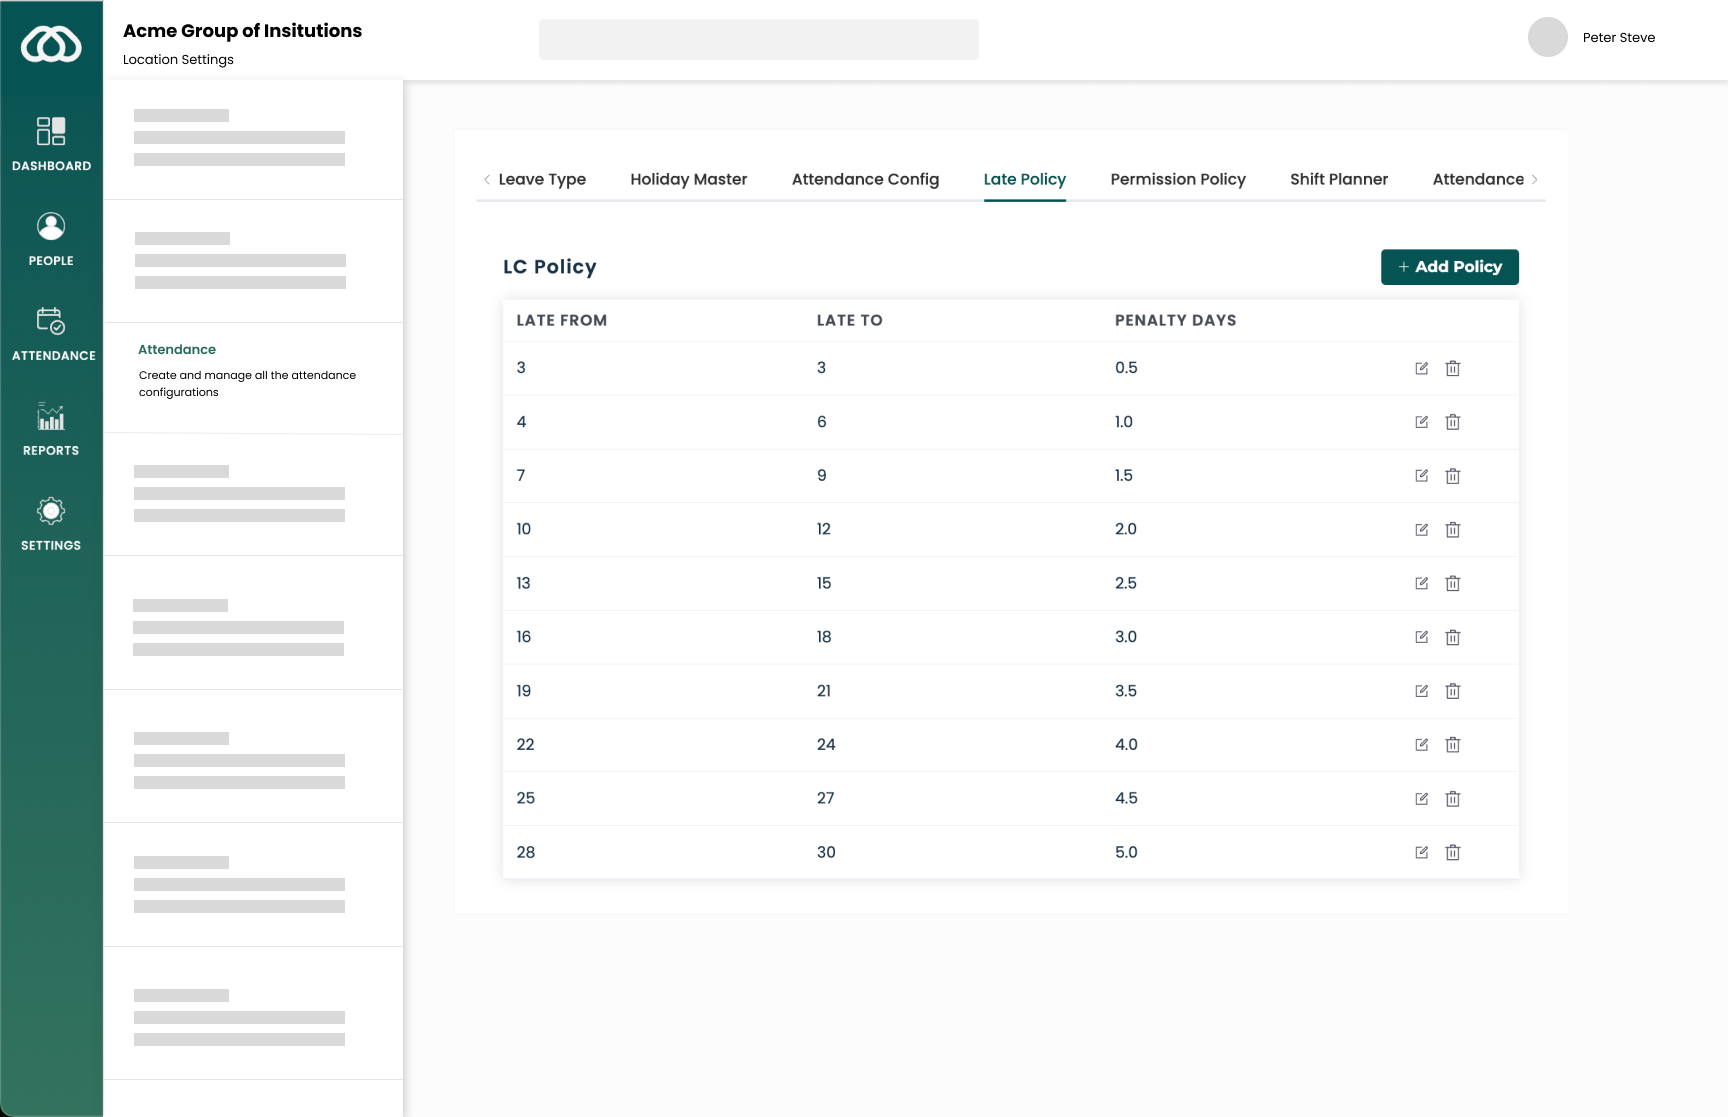 Acme Group of Insitutions
Location Settings
Peter Steve
DASHBOARD
PEOPLE
ATTENDANCE
REPORTS
SETTINGS
Attendance
Create and manage all the attendance
configurations
Leave Type Holiday Master Attendance Config Late Policy Permission Policy Shift Planner Attendance
LC Policy
+ Add Policy
LATE FROM LATE TO PENALTY DAYS
3 3 0.5
4 6 1.0
7 9 1.5
10 12 2.0
13 15 2.5
16 18 3.0
19 21 3.5
22 24 4.0
25 27 4.5
28 30 5.0